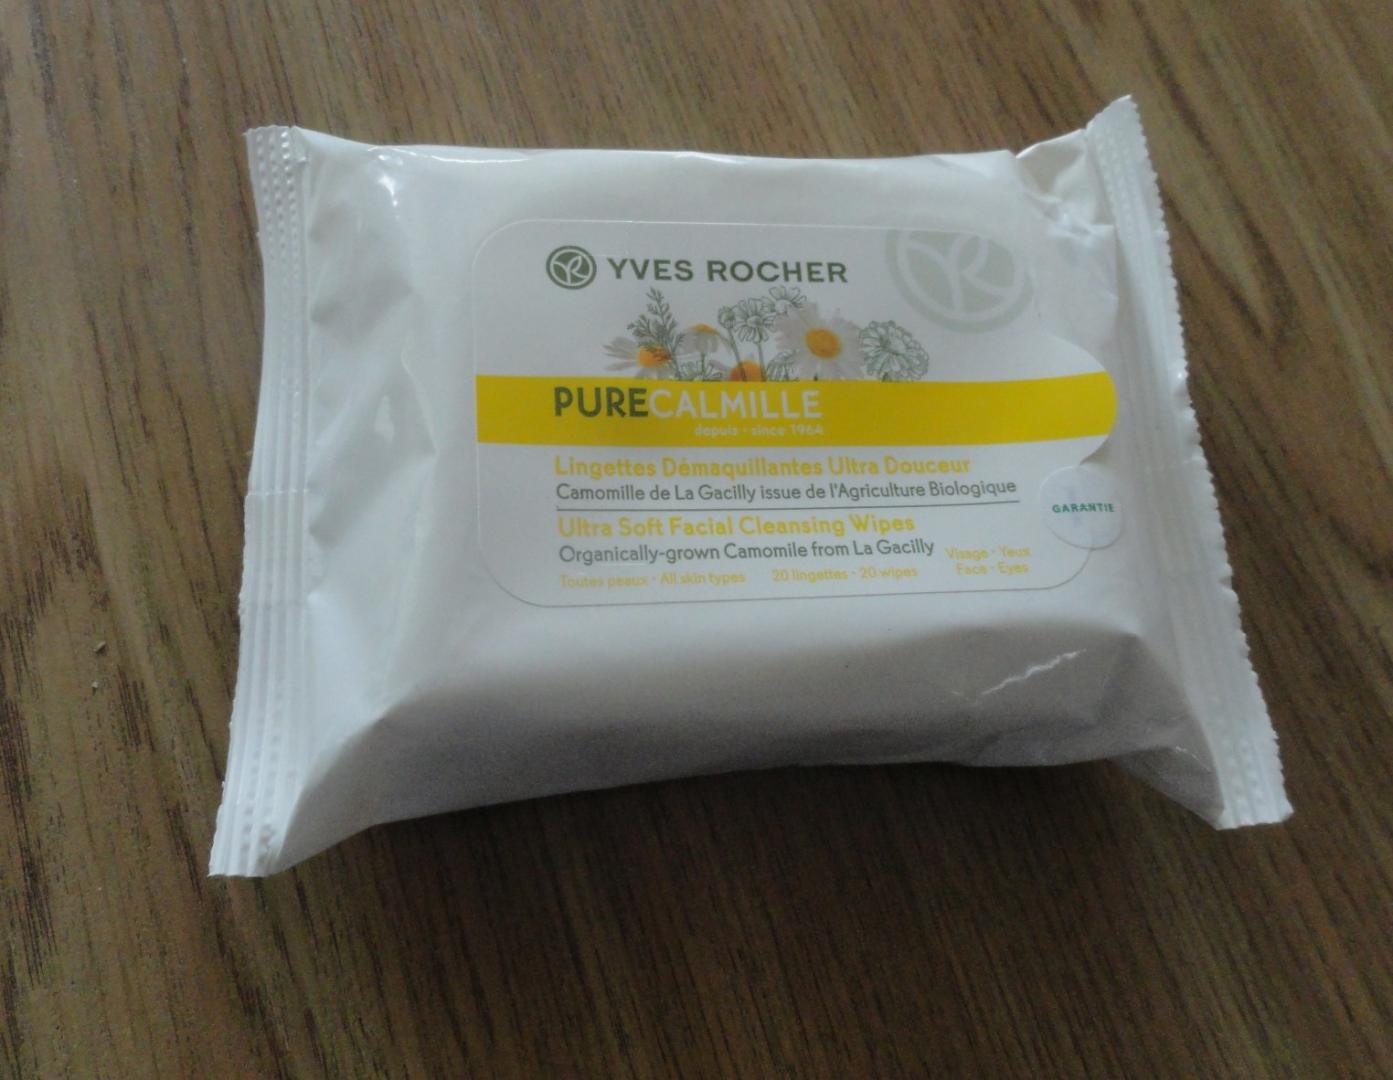 YVES ROCHER
PURECALMILLE
depuis · since 1964
Lingettes Démaquillantes Ultra Douceur
Camomille de La Gacilly issue de l'Agriculture Biologique
GARANTIE
Ultra Soft Facial Cleansing Wipes
Organically-grown Camomile from La Gacilly
Visage · Yeux
Face · Eyes
Toutes peaux · All skin types 20 lingettes · 20 wipes